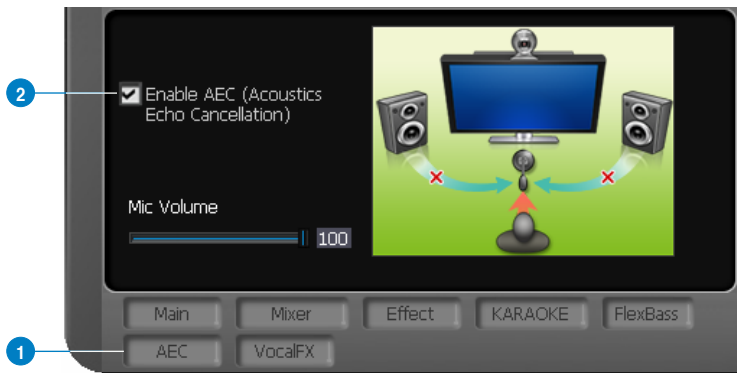 2
Enable AEC (Acoustics
Echo Cancellation)
Mic Volume
100
Main Mixer Effect KARAOKE FlexBass
1
AEC VocalFX